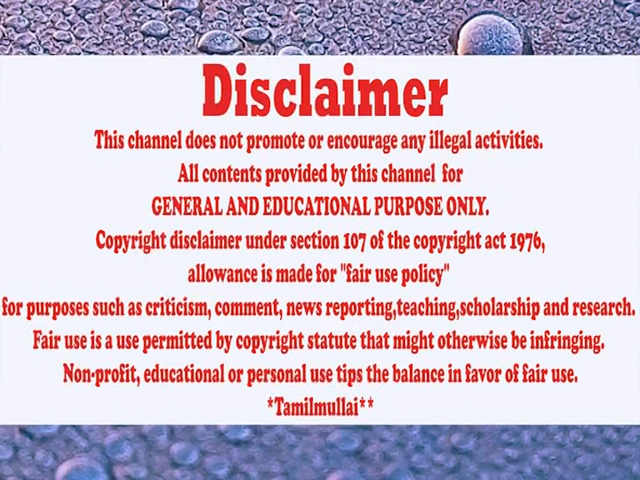 Disclaimer
This channel does not promote or encourage any illegal activities.
All contents provided by this channel for
GENERAL AND EDUCATIONAL PURPOSE ONLY.
Copyright disclaimer under section 107 of the copyright act 1976,
allowance is made for "fair use policy"
for purposes such as criticism, comment, news reporting,teaching,scholarship and research.
Fair use is a use permitted by copyright statute that might otherwise be infringing.
Non-profit, educational or personal use tips the balance in favor of fair use.
*Tamilmullai**